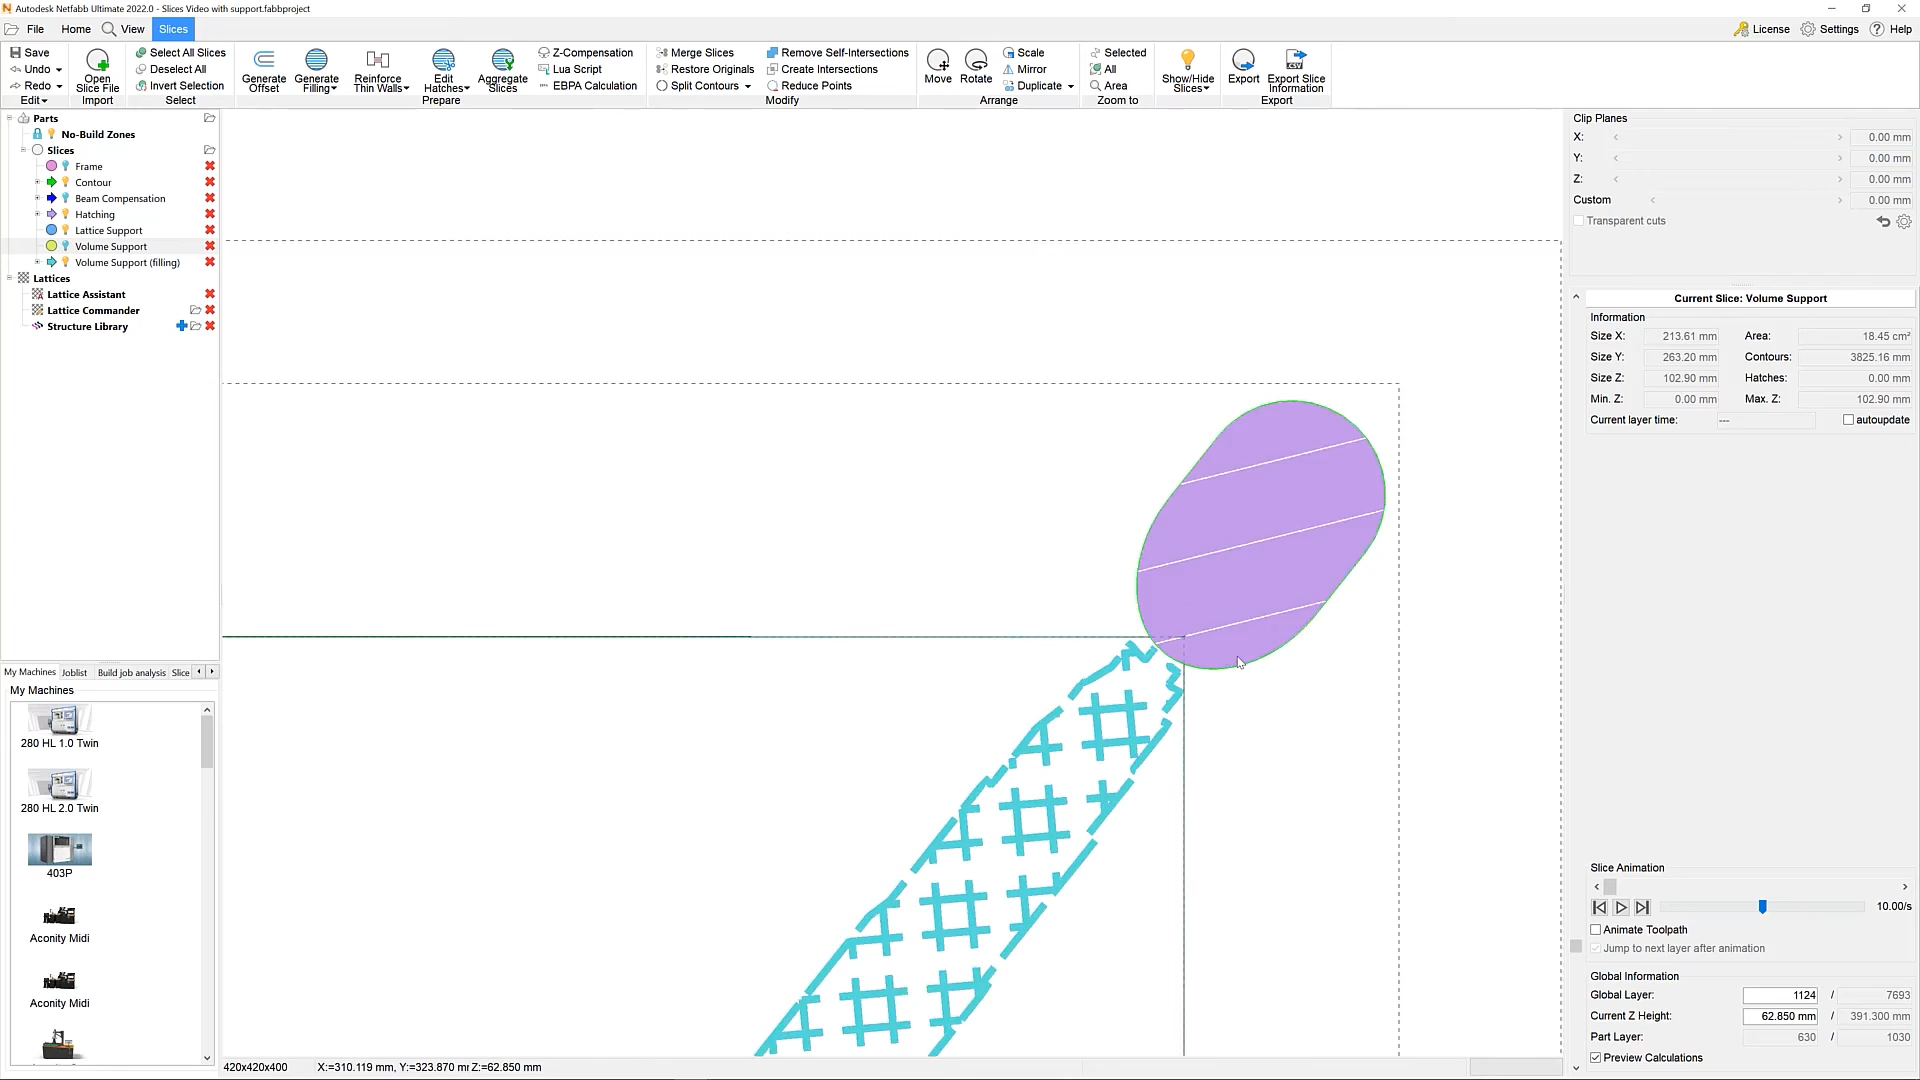 Autodesk Netfabb Ultimate 2022.0 - Slices Video with support.fabbproject
File Home View Slices License Settings Help
Save Undo Redo Edit
Open Slice File Import
Select All Slices
Deselect All
Invert Selection
Select
Generate Offset
Generate Filling
Reinforce Thin Walls
Edit Hatches
Aggregate Slices
Z-Compensation
Lua Script
EBPA Calculation
Prepare
Merge Slices
Restore Originals
Split Contours
Remove Self-Intersections
Create Intersections
Reduce Points
Modify
Move
Rotate
Scale
Mirror
Duplicate
Arrange
Selected
All
Area
Zoom to
Show/Hide Slices
Export
CSV
Export Slice Information
Export
Parts
No-Build Zones
Slices
Frame
Contour
Beam Compensation
Hatching
Lattice Support
Volume Support
Volume Support (filling)
Lattices
Lattice Assistant
Lattice Commander
Structure Library
My Machines Joblist Build job analysis Slice
My Machines
280 HL 1.0 Twin
280 HL 2.0 Twin
403P
Aconity Midi
Aconity Midi
420x420x400 X:=310.119 mm, Y:=323.870 mm Z:=62.850 mm
Clip Planes
X: 0.00 mm
Y: 0.00 mm
Z: 0.00 mm
Custom 0.00 mm
Transparent cuts
Current Slice: Volume Support
Information
Size X: 213.61 mm Area: 18.45 cm²
Size Y: 263.20 mm Contours: 3825.16 mm
Size Z: 102.90 mm Hatches: 0.00 mm
Min. Z: 0.00 mm Max. Z: 102.90 mm
Current layer time: --- autoupdate
Slice Animation
10.00/s
Animate Toolpath
Jump to next layer after animation
Global Information
Global Layer: 1124 / 7693
Current Z Height: 62.850 mm / 391.300 mm
Part Layer: 630 / 1030
Preview Calculations